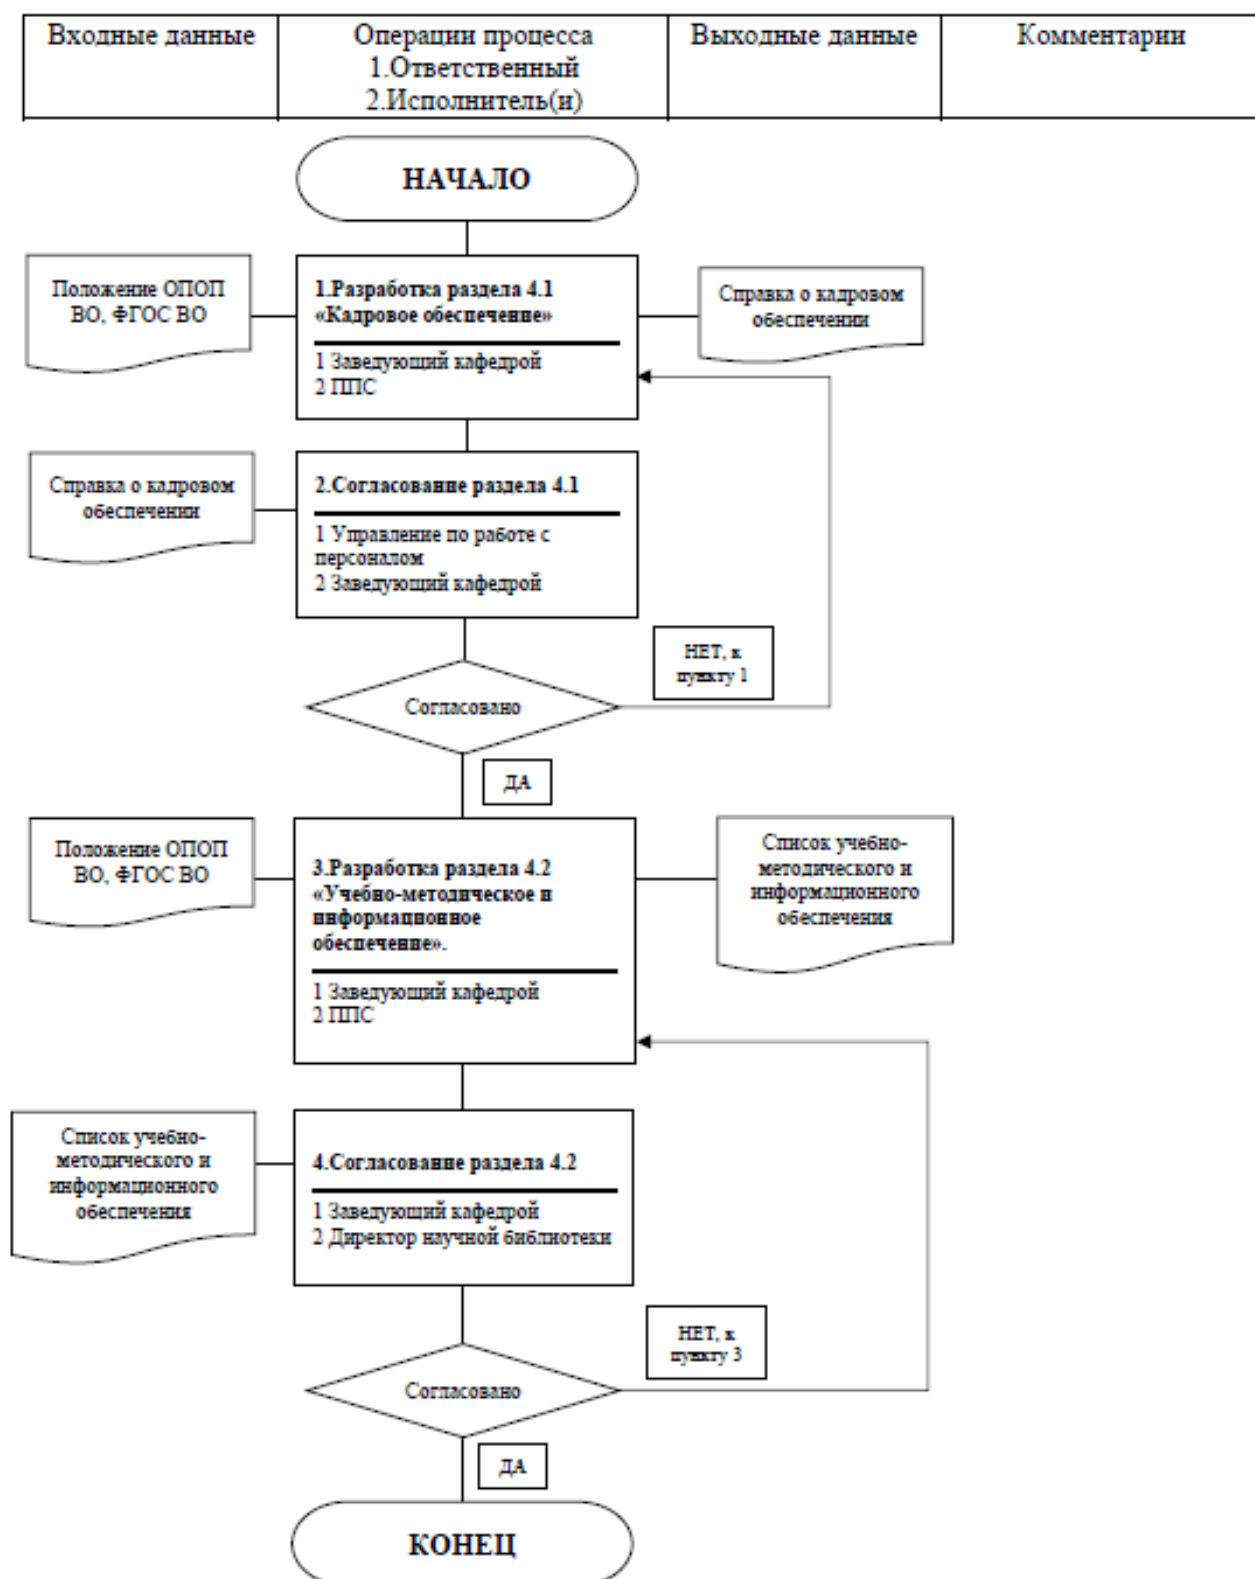 Входные данные
Операции процесса
1.Ответственный
2.Исполнитель(и)
Выходные данные
Комментарии
НАЧАЛО
Положение ОПОП
ВО, ФГОС ВО
1.Разработка раздела 4.1
«Кадровое обеспечение»
1 Заведующий кафедрой
2 ППС
Справка о кадровом
обеспечении
Справка о кадровом
обеспечении
2.Согласование раздела 4.1
1 Управление по работе с
персоналом
2 Заведующий кафедрой
НЕТ, к
пункту 1
Согласовано
ДА
Положение ОПОП
ВО, ФГОС ВО
3.Разработка раздела 4.2
«Учебно-методическое и
информационное
обеспечение».
1 Заведующий кафедрой
2 ППС
Список учебно-
методического и
информационного
обеспечения
Список учебно-
методического и
информационного
обеспечения
4.Согласование раздела 4.2
1 Заведующий кафедрой
2 Директор научной библиотеки
НЕТ, к
пункту 3
Согласовано
ДА
КОНЕЦ